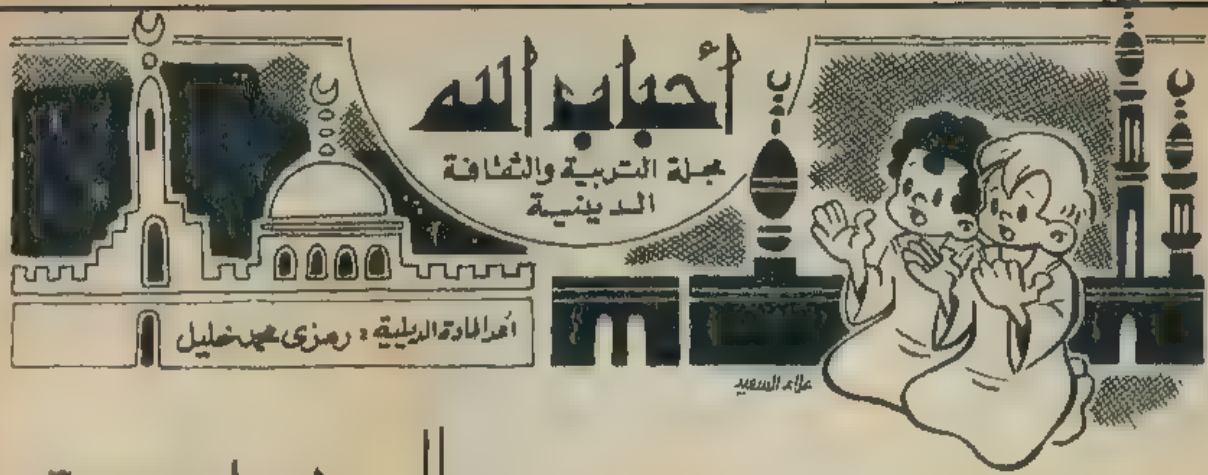 أحباب الله
مجلة التربية والثقافة
الدينية
أعد المادة الدينية : رمزى محمد خليل
علاء السعيد